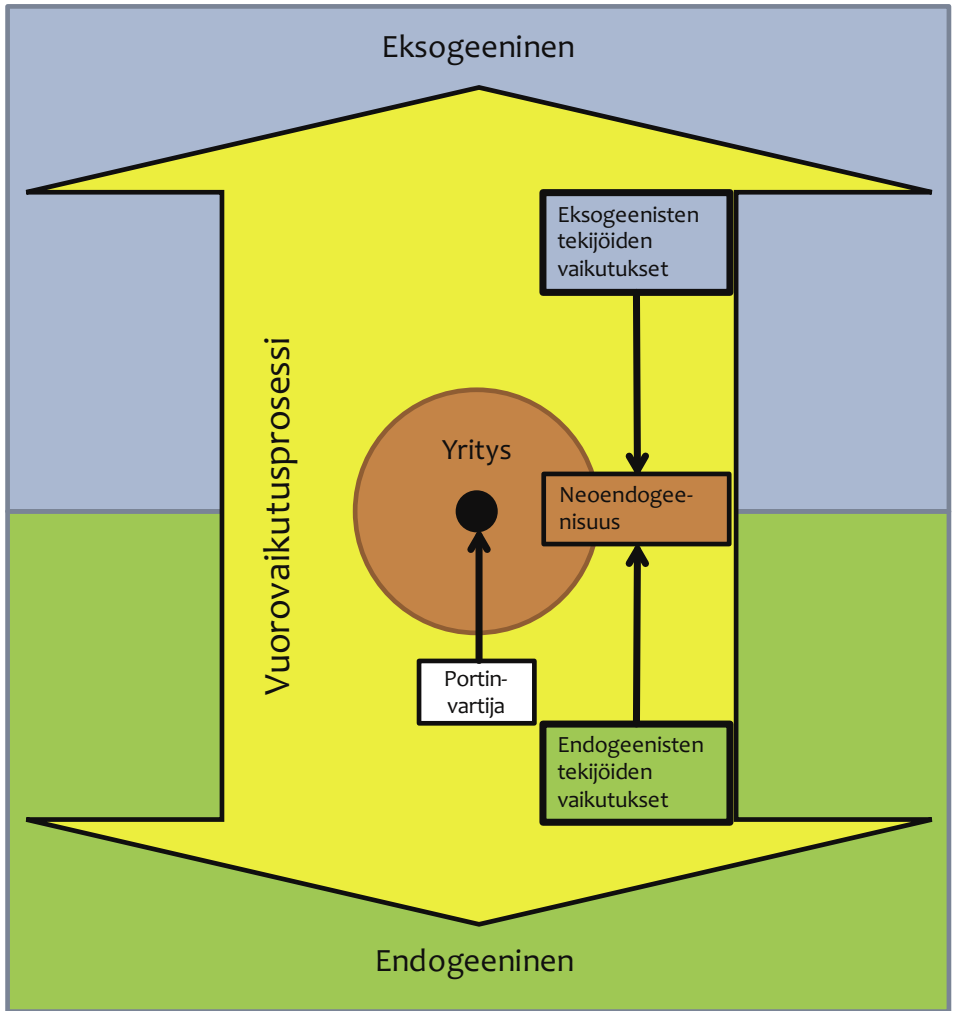 Eksogeeninen
Eksogeenisten
tekijöiden
vaikutukset
Vuorovaikutusprosessi
Yritys
Neoendogee-
nisuus
Portin-
vartija
Endogeenisten
tekijöiden
vaikutukset
Endogeeninen